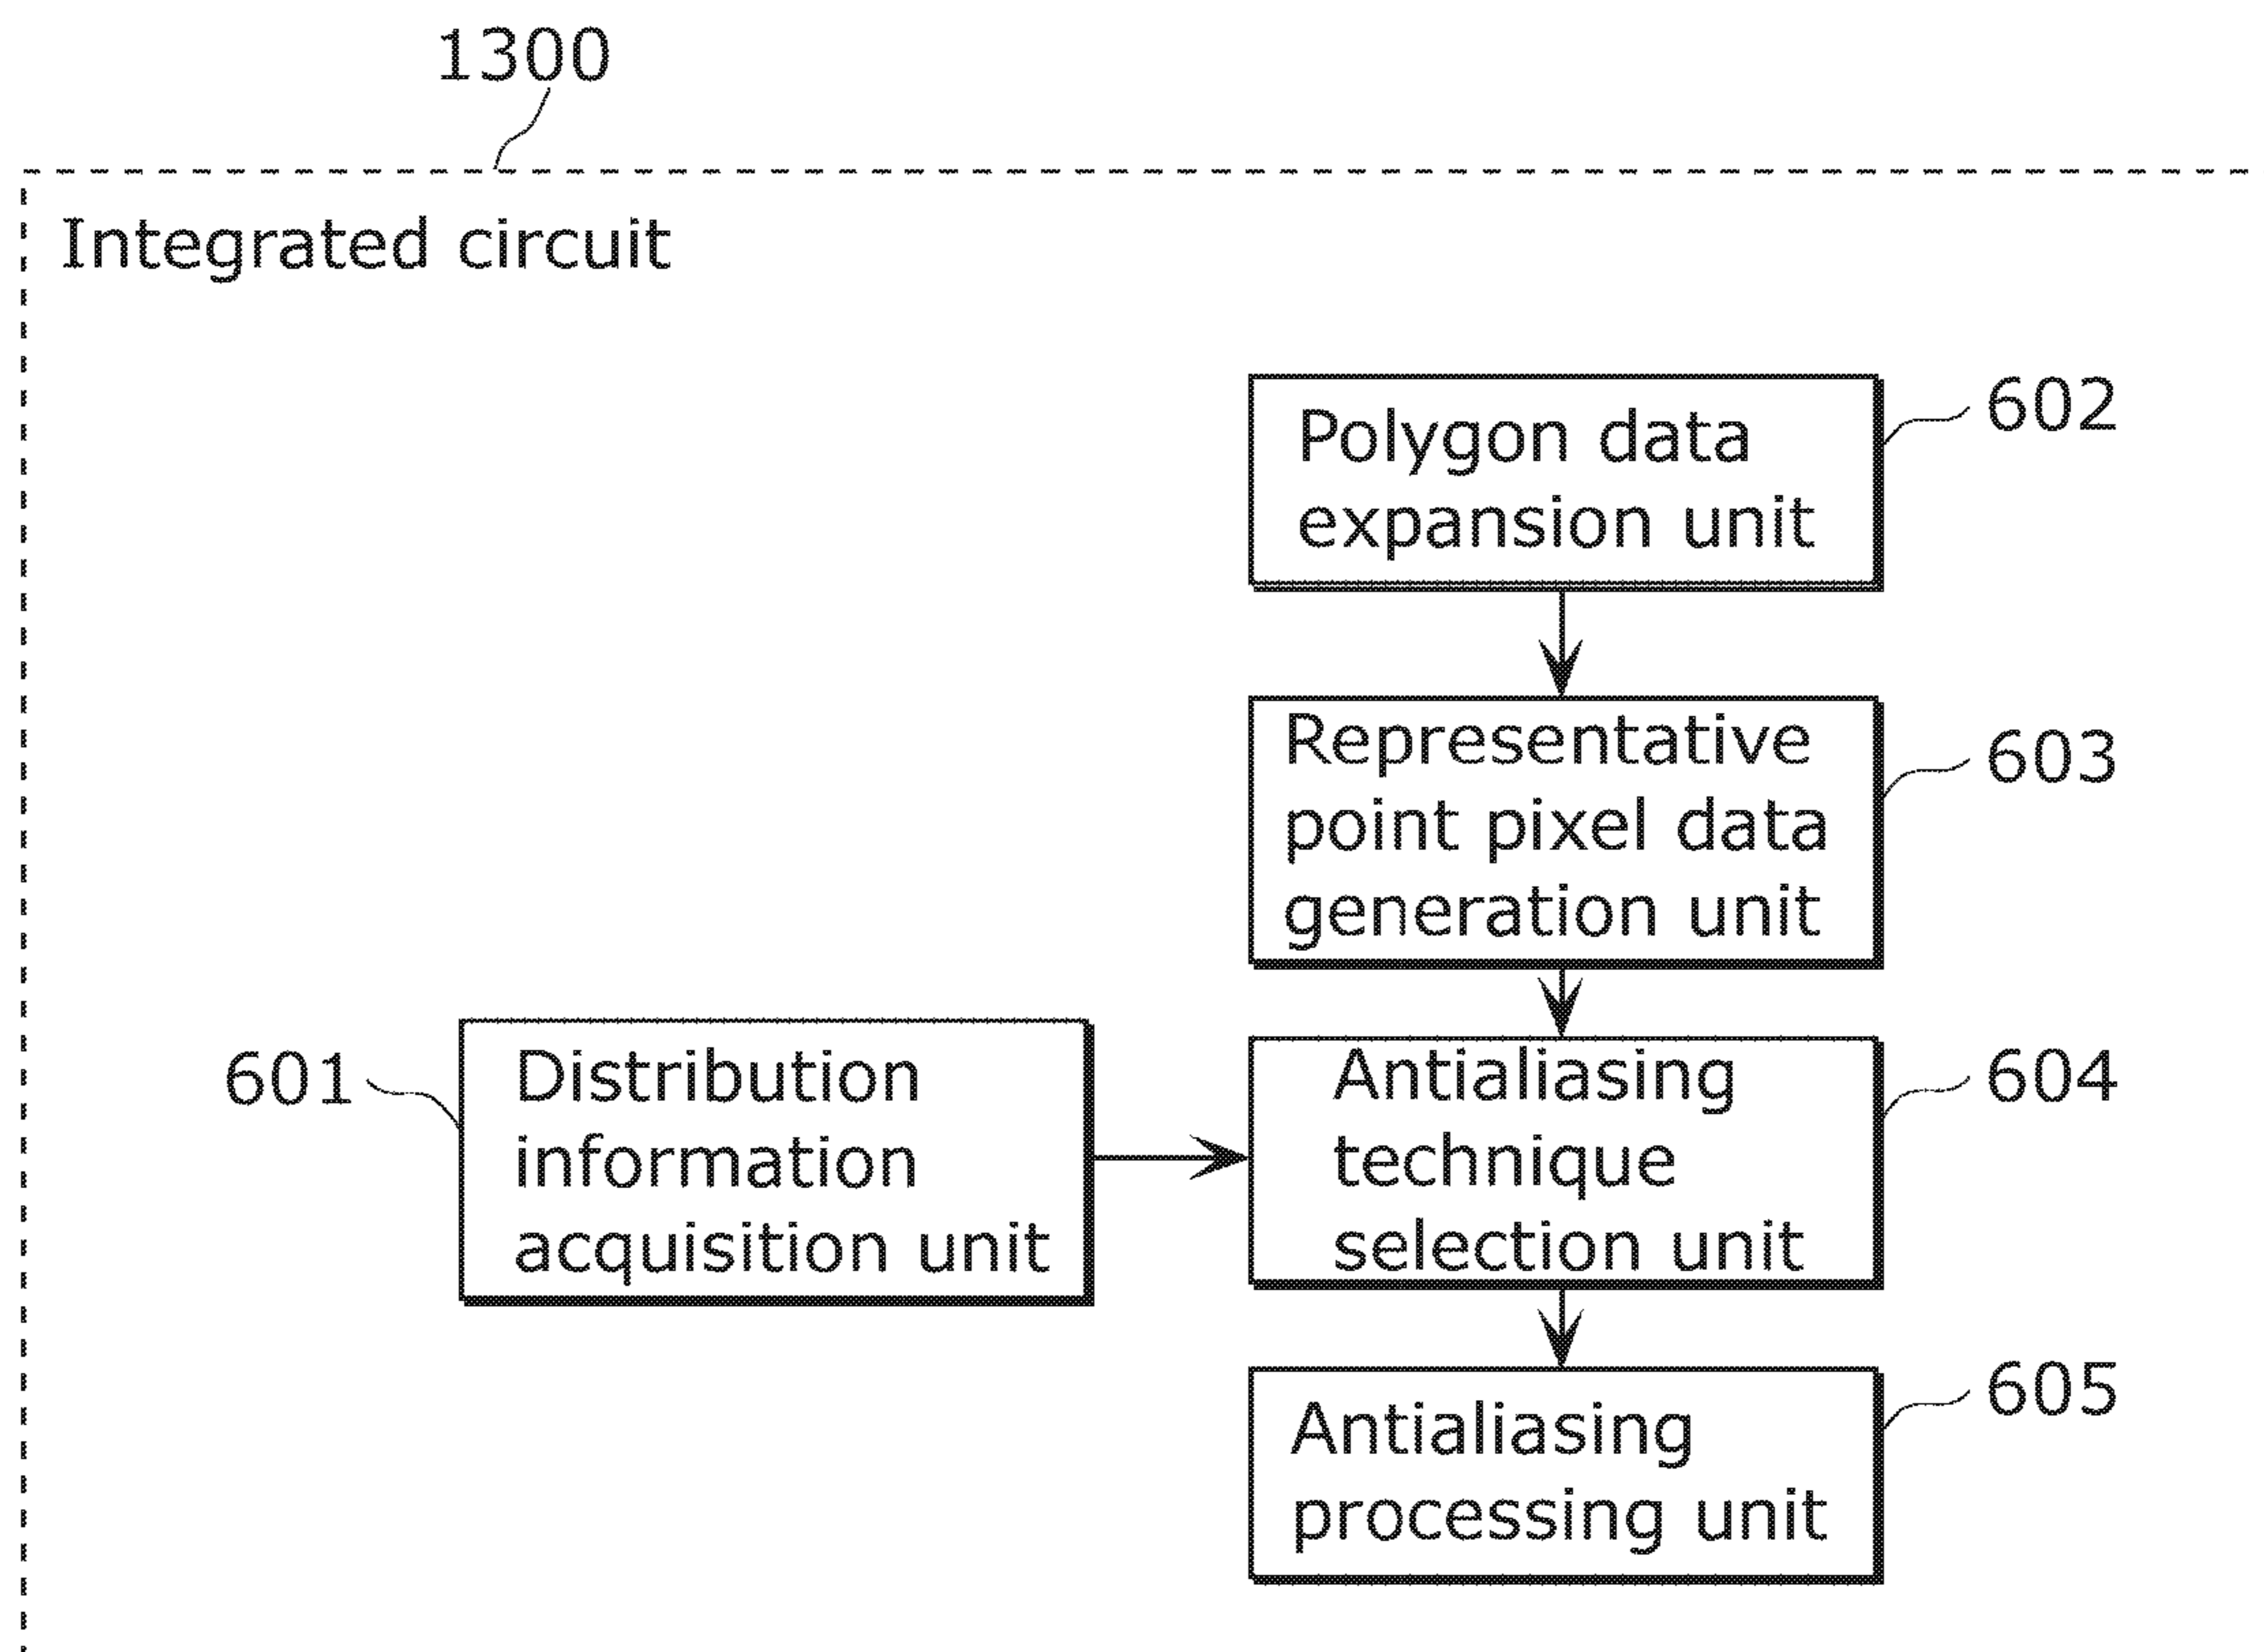 1300
Integrated circuit
Polygon data
expansion unit
602
Representative
point pixel data
generation unit
603
601
Distribution
information
acquisition unit
Antialiasing
technique
selection unit
604
Antialiasing
processing unit
605